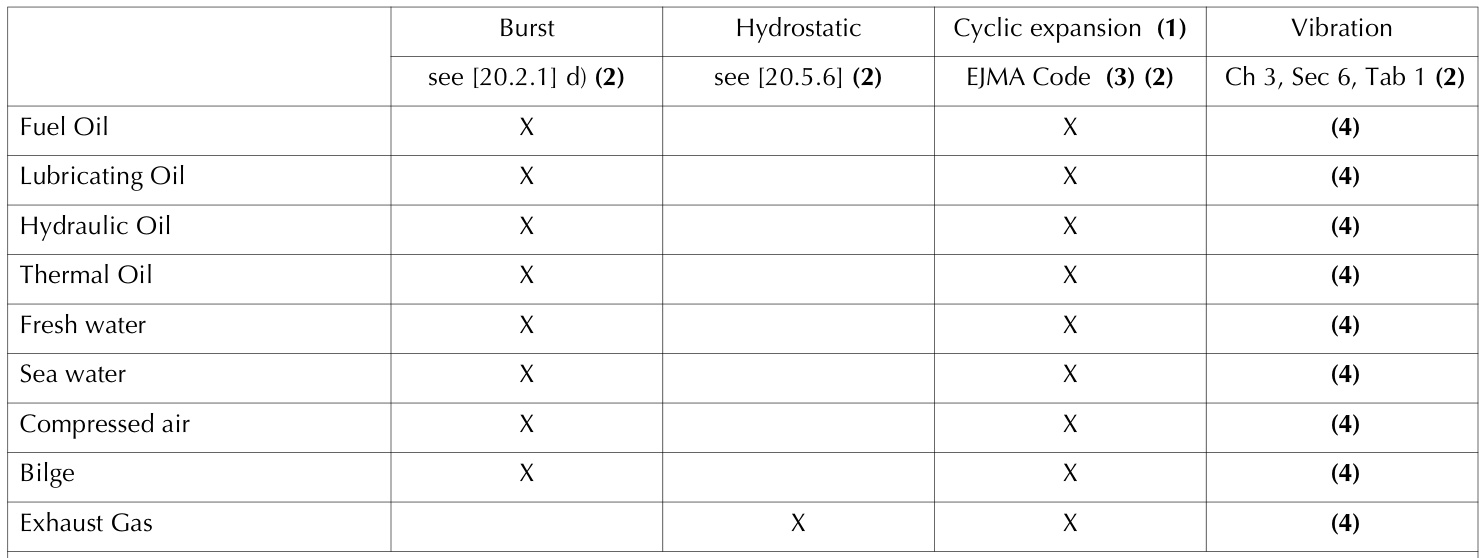 Burst Hydrostatic Cyclic expansion (1) Vibration
see [20.2.1] d) (2) see [20.5.6] (2) EJMA Code (3) (2) Ch 3, Sec 6, Tab 1 (2)
Fuel Oil X X (4)
Lubricating Oil X X (4)
Hydraulic Oil X X (4)
Thermal Oil X X (4)
Fresh water X X (4)
Sea water X X (4)
Compressed air X X (4)
Bilge X X (4)
Exhaust Gas X X (4)